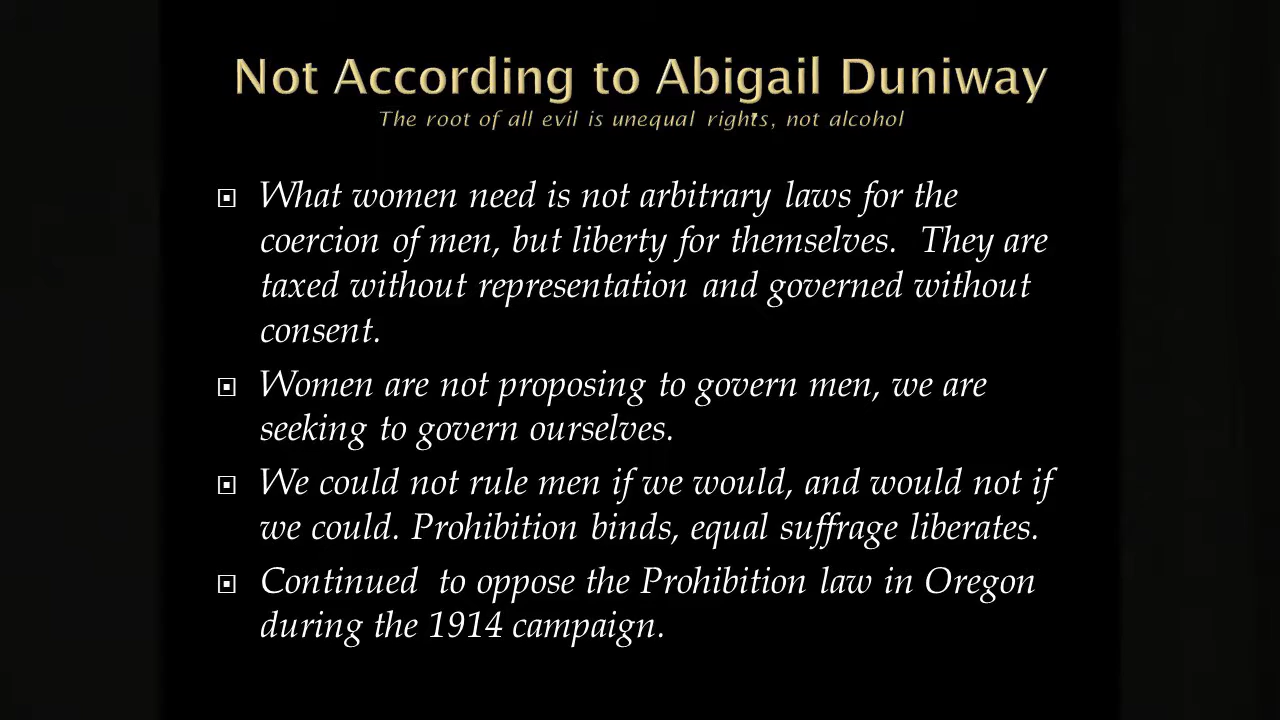 Not According to Abigail Duniway
The root of all evil is unequal rights, not alcohol
What women need is not arbitrary laws for the
coercion of men, but liberty for themselves.  They are
taxed without representation and governed without
consent.
Women are not proposing to govern men, we are
seeking to govern ourselves.
We could not rule men if we would, and would not if
we could. Prohibition binds, equal suffrage liberates.
Continued  to oppose the Prohibition law in Oregon
during the 1914 campaign.